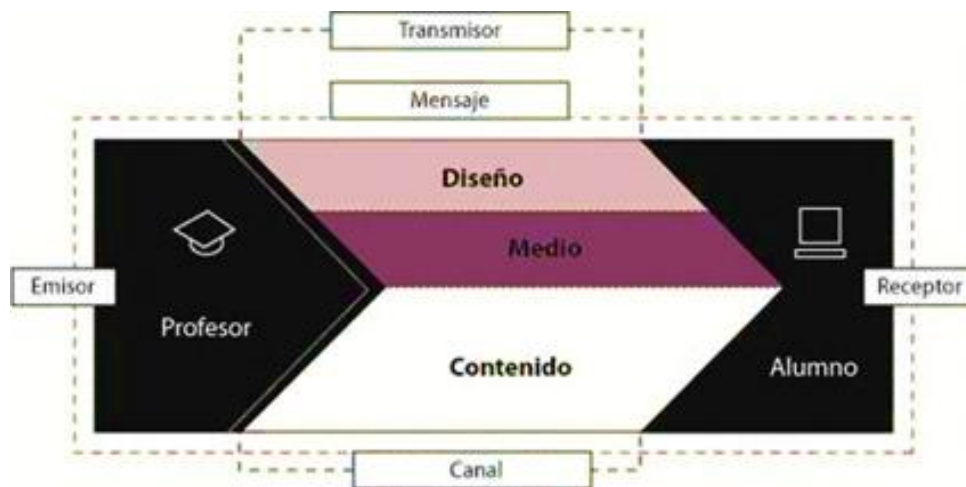 Transmisor
Mensaje
Diseño
Medio
Emisor
Receptor
Profesor
Contenido
Alumno
Canal